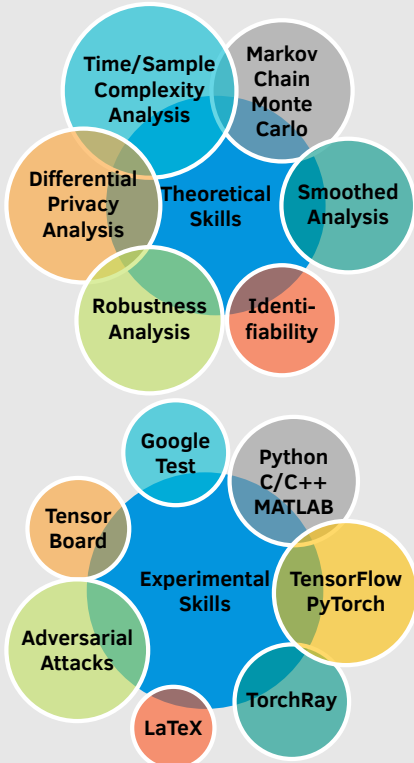 Time/Sample
Complexity
Analysis
Markov
Chain
Monte
Carlo
Differential
Privacy
Analysis
Theoretical
Skills
Smoothed
Analysis
Robustness
Analysis
Identi-
fiability
Google
Test
Python
C/C++
MATLAB
Tensor
Board
Experimental
Skills
TensorFlow
PyTorch
Adversarial
Attacks
TorchRay
LaTeX